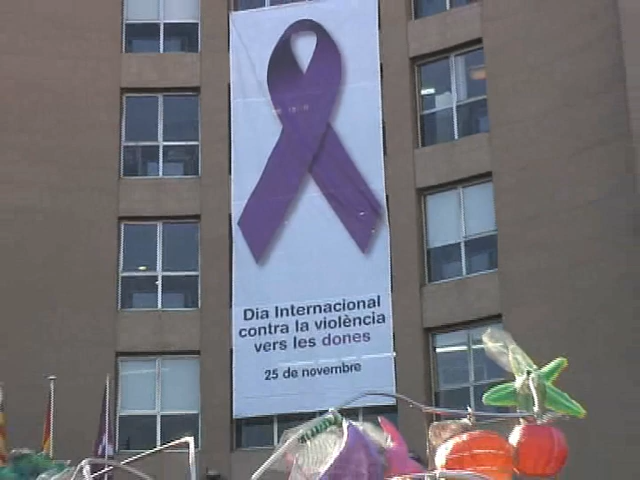 Dia Internacional
contra la violència
vers les dones
25 de novembre